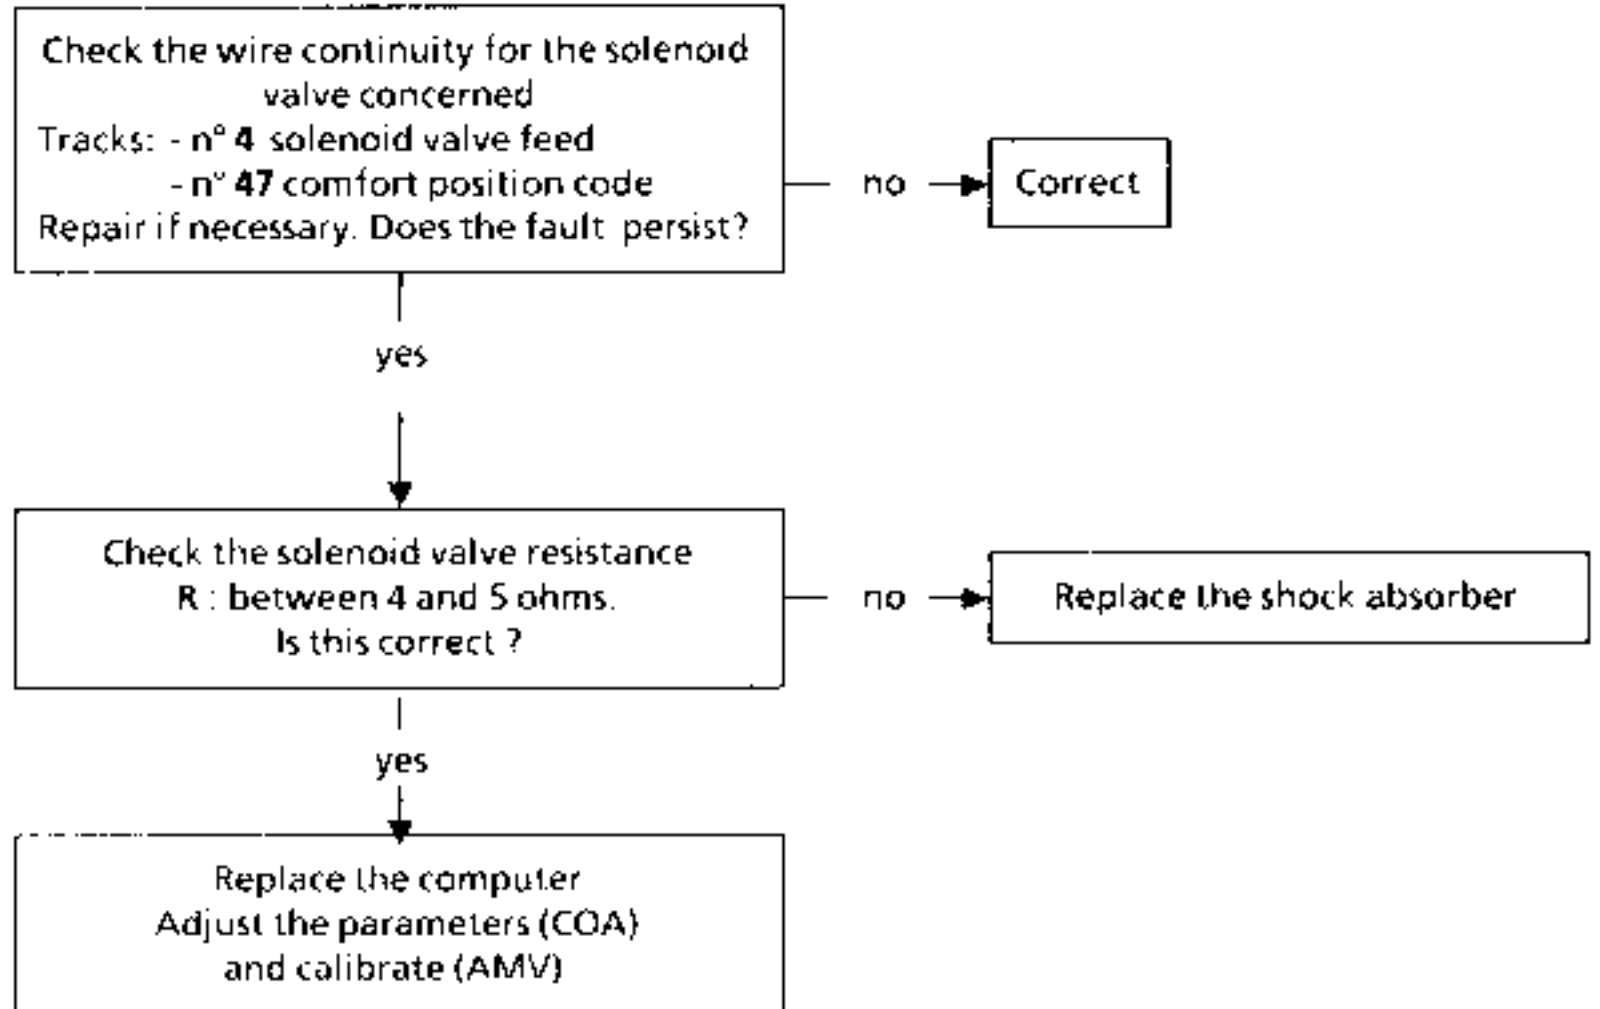 Check the wire continuity for the solenoid
valve concerned
Tracks: - n° 4 solenoid valve feed
- n° 47 comfort position code
Repair if necessary. Does the fault persist?
no
Correct
yes
Check the solenoid valve resistance
R : between 4 and 5 ohms.
Is this correct ?
no
Replace the shock absorber
yes
Replace the computer
Adjust the parameters (COA)
and calibrate (AMV)